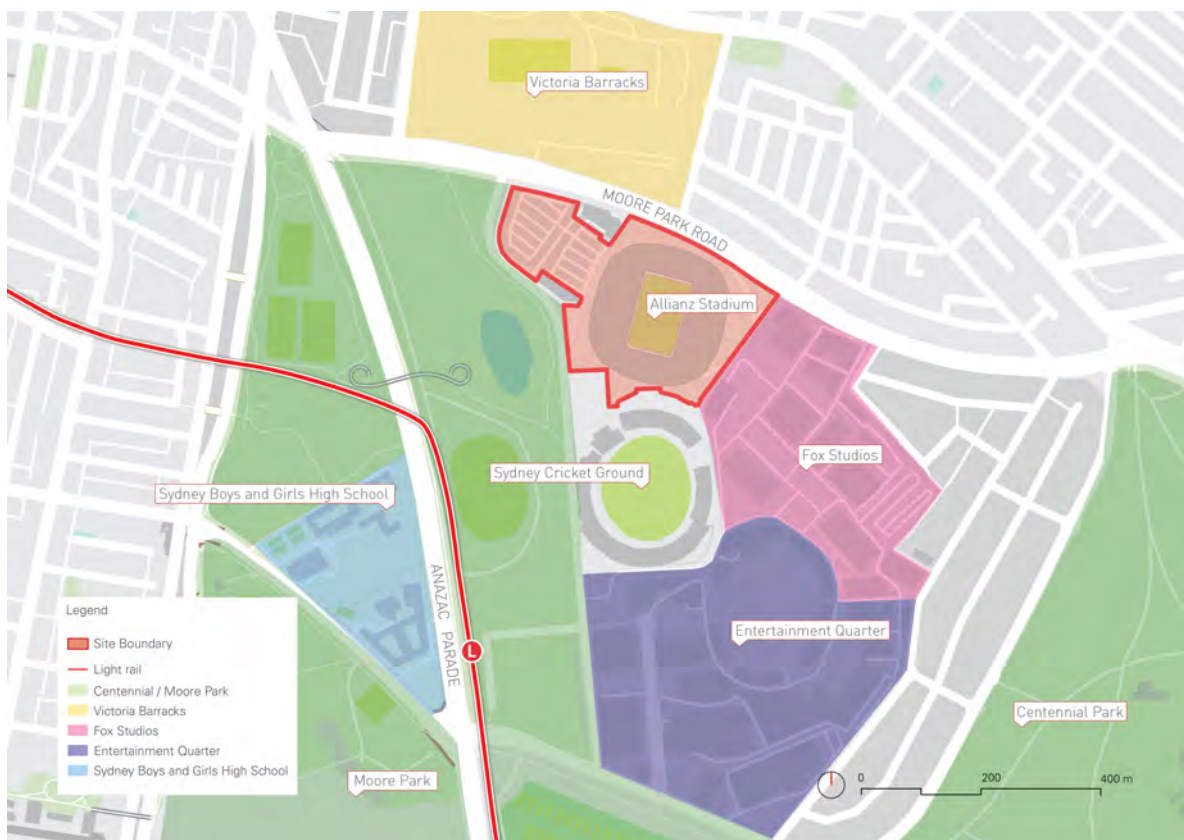 Victoria Barracks
MOORE PARK ROAD
Allianz Stadium
Sydney Cricket Ground
Fox Studios
Sydney Boys and Girls High School
ANAZAC PARADE
L
Entertainment Quarter
Centennial Park
Moore Park
Legend
Site Boundary
Light rail
Centennial / Moore Park
Victoria Barracks
Fox Studios
Entertainment Quarter
Sydney Boys and Girls High School
0 200 400 m